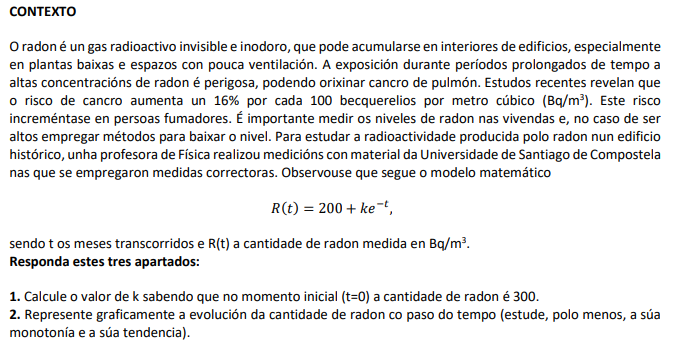 CONTEXTO
O radon é un gas radioactivo invisible e inodoro, que pode acumularse en interiores de edificios, especialmente
en plantas baixas e espazos con pouca ventilación. A exposición durante períodos prolongados de tempo a
altas concentracións de radon é perigosa, podendo orixinar cancro de pulmón. Estudos recentes revelan que
o risco de cancro aumenta un 16% por cada 100 becquerelios por metro cúbico (Bq/m³). Este risco
increméntase en persoas fumadores. É importante medir os niveles de radon nas vivendas e, no caso de ser
altos empregar métodos para baixar o nivel. Para estudar a radioactividade producida polo radon nun edificio
histórico, unha profesora de Física realizou medicións con material da Universidade de Santiago de Compostela
nas que se empregaron medidas correctoras. Observouse que segue o modelo matemático
R(t) = 200 + ke⁻ᵗ,
sendo t os meses transcorridos e R(t) a cantidade de radon medida en Bq/m³.
Responda estes tres apartados:
1. Calcule o valor de k sabendo que no momento inicial (t=0) a cantidade de radon é 300.
2. Represente graficamente a evolución da cantidade de radon co paso do tempo (estude, polo menos, a súa
monotonía e a súa tendencia).